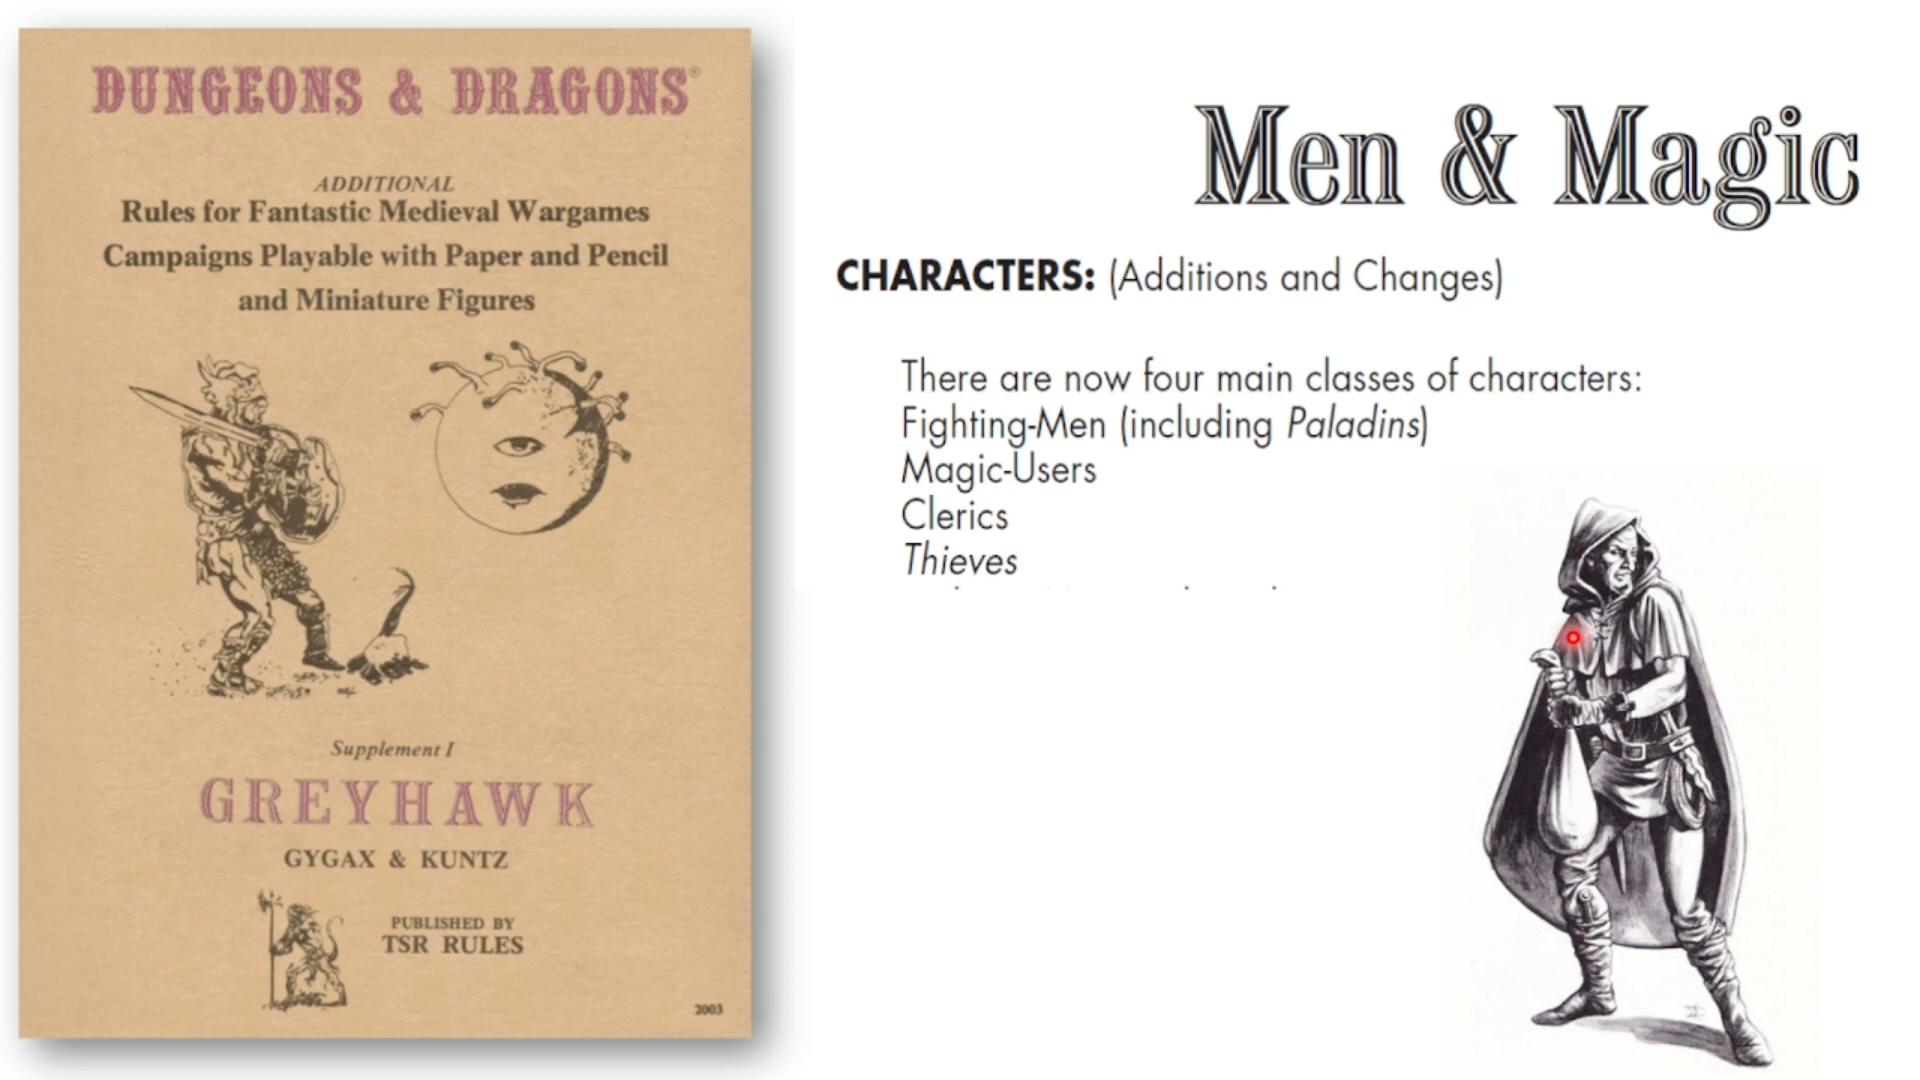 DUNGEONS & DRAGONS®
ADDITIONAL
Rules for Fantastic Medieval Wargames
Campaigns Playable with Paper and Pencil
and Miniature Figures
Supplement I
GREYHAWK
GYGAX & KUNTZ
PUBLISHED BY
TSR RULES
2003
Men & Magic
CHARACTERS: (Additions and Changes)
There are now four main classes of characters:
Fighting-Men (including Paladins)
Magic-Users
Clerics
Thieves